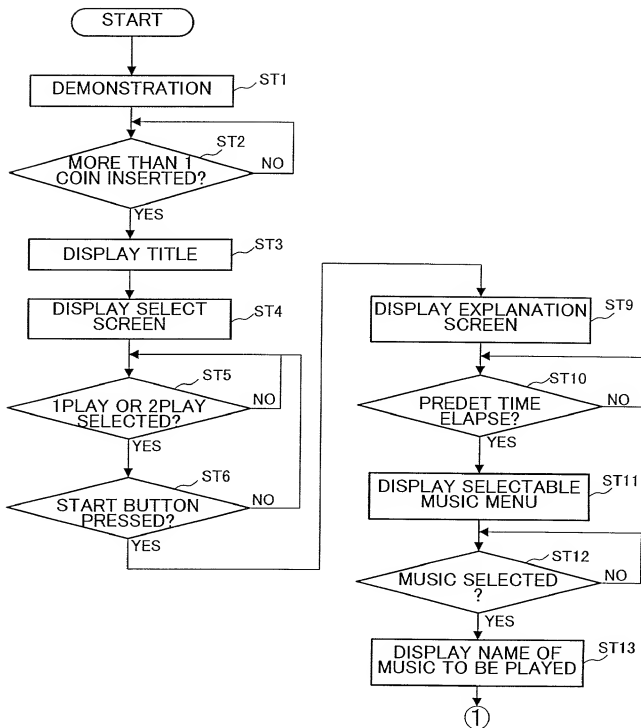 START
DEMONSTRATION
ST1
ST2
MORE THAN 1
COIN INSERTED?
NO
YES
DISPLAY TITLE
ST3
DISPLAY SELECT
SCREEN
ST4
ST5
1PLAY OR 2PLAY
SELECTED?
NO
YES
ST6
START BUTTON
PRESSED?
NO
YES
DISPLAY EXPLANATION
SCREEN
ST9
ST10
PREDET TIME
ELAPSE?
NO
YES
DISPLAY SELECTABLE
MUSIC MENU
ST11
ST12
MUSIC SELECTED
?
NO
YES
DISPLAY NAME OF
MUSIC TO BE PLAYED
ST13
1